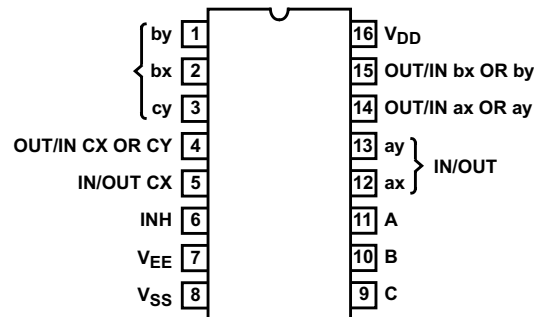 by 1 16 VDD
bx 2 15 OUT/IN bx OR by
cy 3 14 OUT/IN ax OR ay
OUT/IN CX OR CY 4 13 ay
IN/OUT
IN/OUT CX 5 12 ax
INH 6 11 A
VEE 7 10 B
VSS 8 9 C